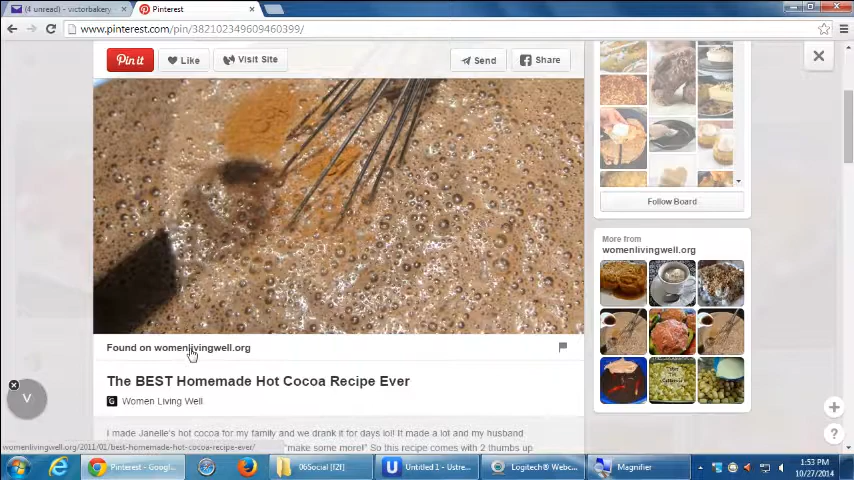 (4 unread) - victorbakery
Pinterest
www.pinterest.com/pin/382102349609460399/
Pin it
Like
Visit Site
Send
Share
Follow Board
More from
womenlivingwell.org
Found on womenlivingwell.org
The BEST Homemade Hot Cocoa Recipe Ever
G Women Living Well
V
I made Janelle's hot cocoa for my family and we drank it for days lol! It made a lot and my husband
"make some more!" So this recipe comes with 2 thumbs up
womenlivingwell.org/2011/01/best-homemade-hot-cocoa-recipe-ever/
?
Pinterest - Googl...
06Social [f2f]
U Untitled 1 - Ustre...
Logitech® Webc...
Magnifier
1:53 PM
10/27/2014